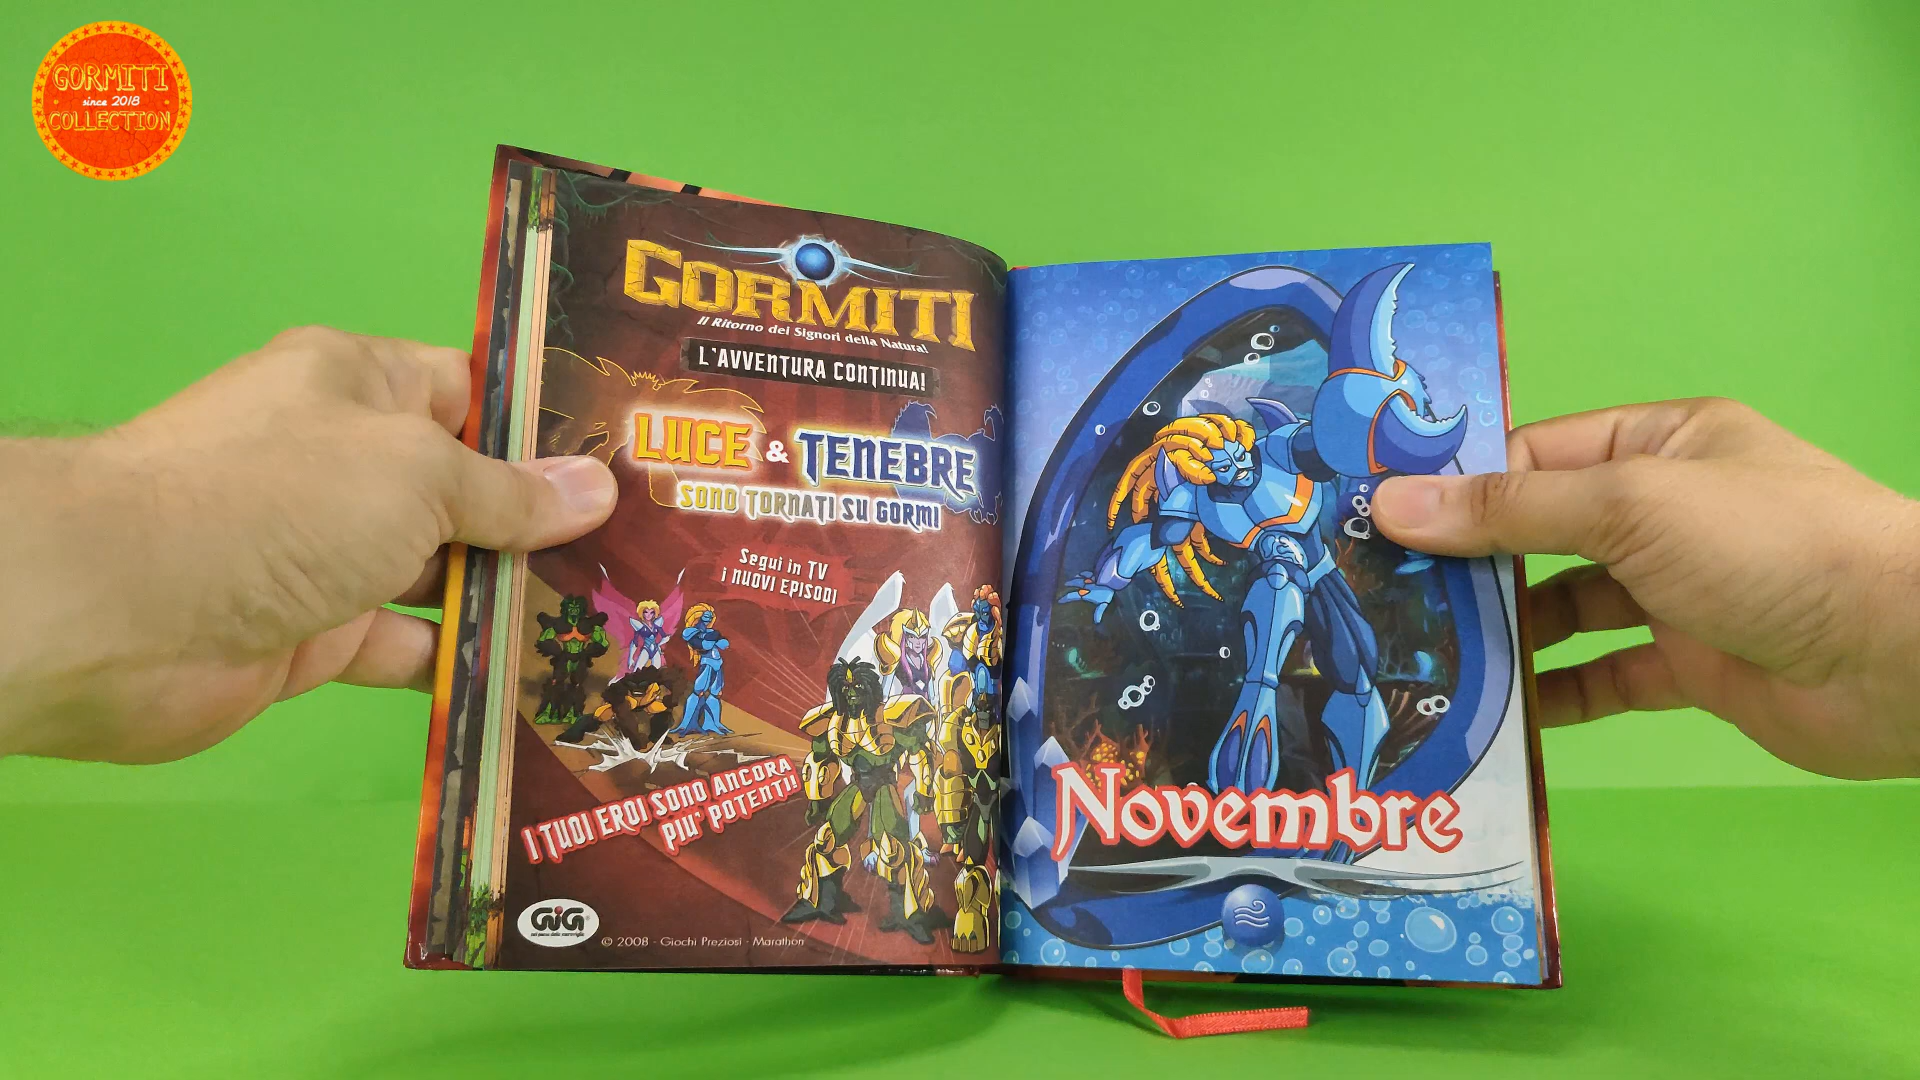 GORMITI
since 2018
COLLECTION
GORMITI
Il Ritorno dei Signori della Natura!
L'AVVENTURA CONTINUA!
LUCE & TENEBRE
SONO TORNATI SU GORMI
Segui in TV
i NUOVI EPISODI
I TUOI EROI SONO ANCORA
PIU' POTENTI!
GiG
© 2008 - Giochi Preziosi - Marathon
Novembre